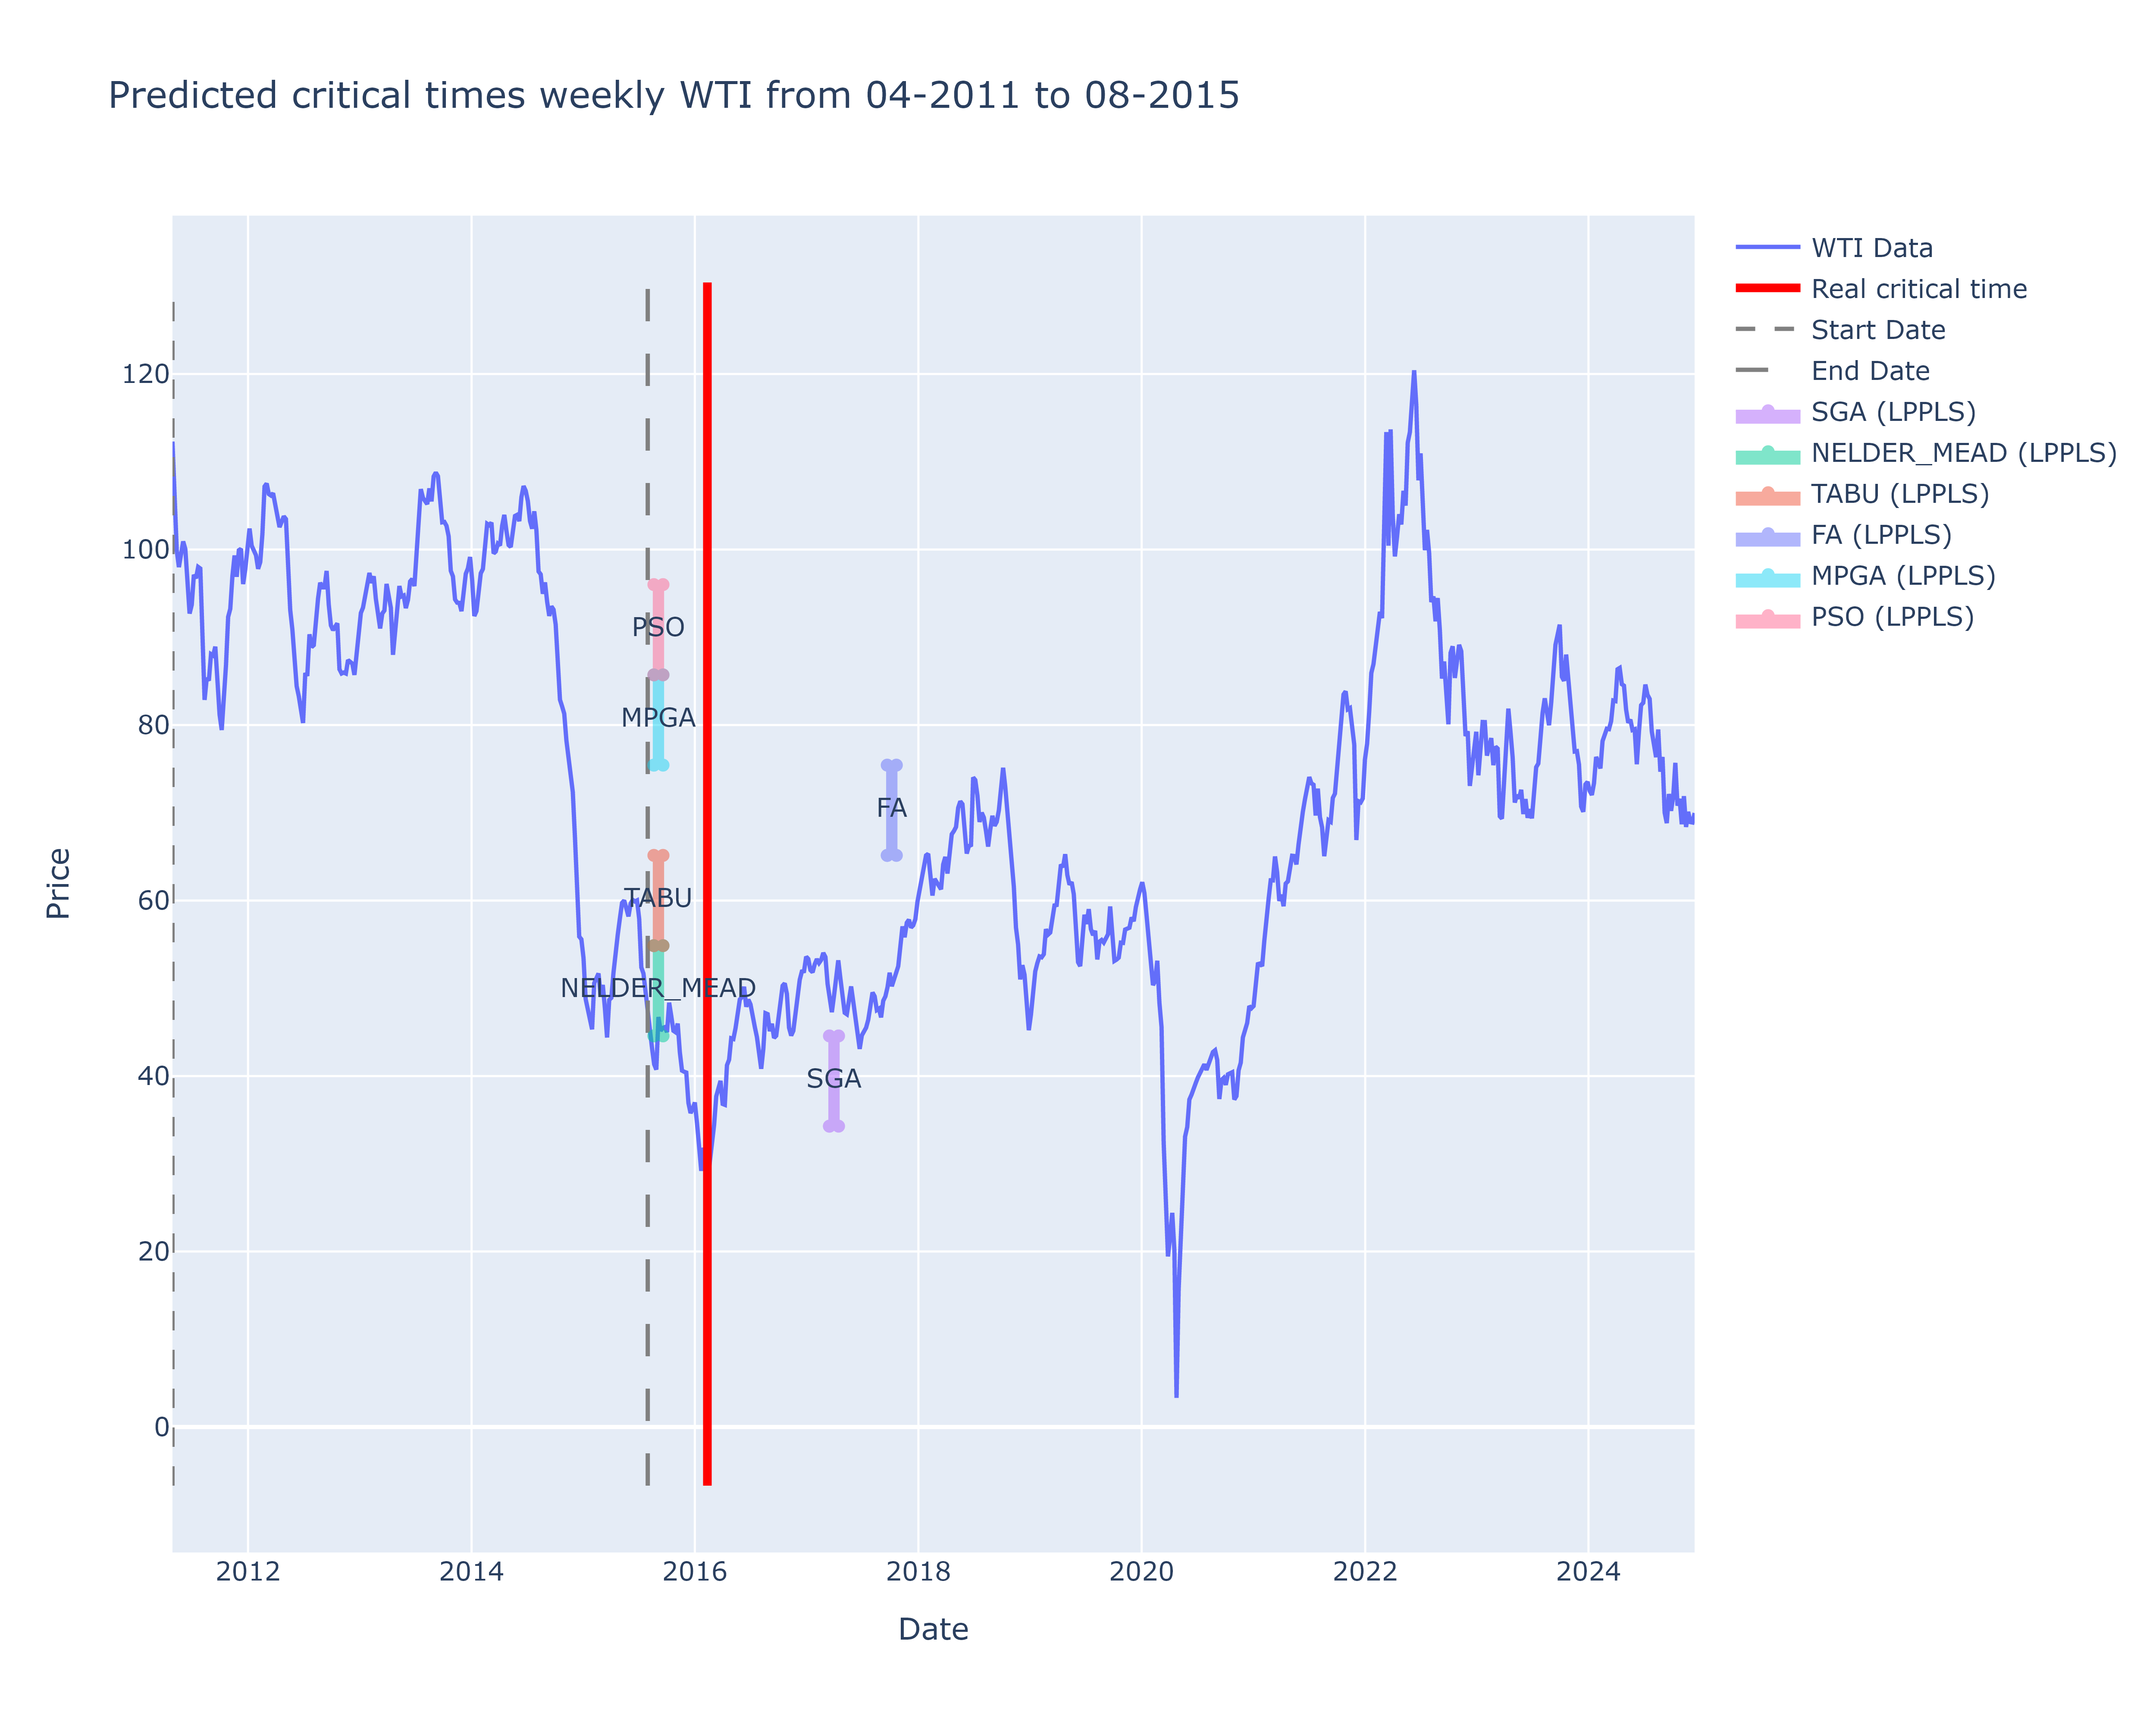 Predicted critical times weekly WTI from 04-2011 to 08-2015
WTI Data
Real critical time
Start Date
End Date
SGA (LPPLS)
NELDER_MEAD (LPPLS)
TABU (LPPLS)
FA (LPPLS)
MPGA (LPPLS)
PSO (LPPLS)
120
100
80
60
40
20
0
Price
PSO
MPGA
FA
TABU
NELDER_MEAD
SGA
2012
2014
2016
2018
2020
2022
2024
Date